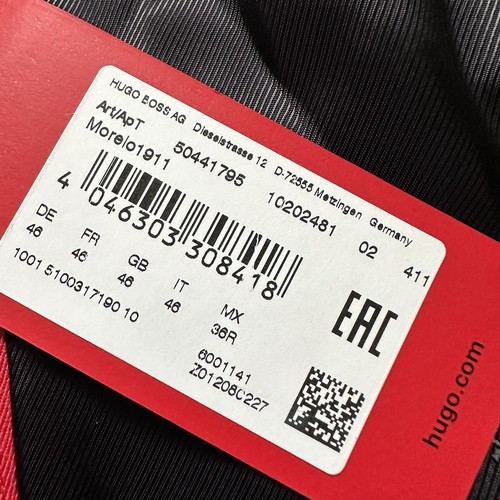 HUGO BOSS AG Dieselstrasse 12 D-72555 Metzingen Germany
Art/ApT 50441795 10202481 02 411
Morelo1911
4 046303 308418
DE FR GB IT MX
46 46 46 46 36R
1001 5100317190 10
6001141
EAC
hugo.com